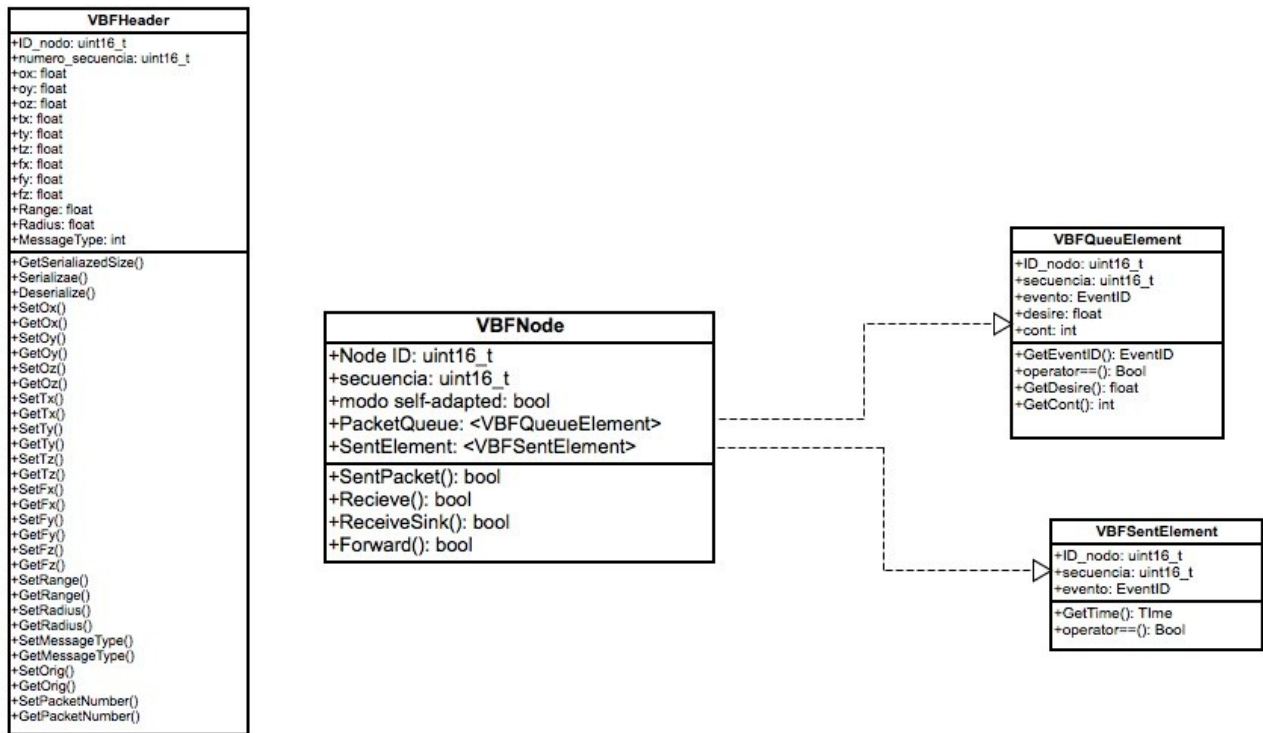 VBFHeader
+ID_nodo: uint16_t
+numero_secuencia: uint16_t
+ox: float
+oy: float
+oz: float
+tx: float
+ty: float
+tz: float
+fx: float
+fy: float
+fz: float
+Range: float
+Radius: float
+MessageType: int
+GetSerialiazedSize()
+Serializae()
+Deserialize()
+SetOx()
+GetOx()
+SetOy()
+GetOy()
+SetOz()
+GetOz()
+SetTx()
+GetTx()
+SetTy()
+GetTy()
+SetTz()
+GetTz()
+SetFx()
+GetFx()
+SetFy()
+GetFy()
+SetFz()
+GetFz()
+SetRange()
+GetRange()
+SetRadius()
+GetRadius()
+SetMessageType()
+GetMessageType()
+SetOrig()
+GetOrig()
+SetPacketNumber()
+GetPacketNumber()
VBFNode
+Node ID: uint16_t
+secuencia: uint16_t
+modo self-adapted: bool
+PacketQueue: <VBFQueueElement>
+SentElement: <VBFSentElement>
+SentPacket(): bool
+Recieve(): bool
+ReceiveSink(): bool
+Forward(): bool
VBFQueuElement
+ID_nodo: uint16_t
+secuencia: uint16_t
+evento: EventID
+desire: float
+cont: int
+GetEventID(): EventID
+operator==(): Bool
+GetDesire(): float
+GetCont(): int
VBFSentElement
+ID_nodo: uint16_t
+secuencia: uint16_t
+evento: EventID
+GetTime(): TIme
+operator==(): Bool